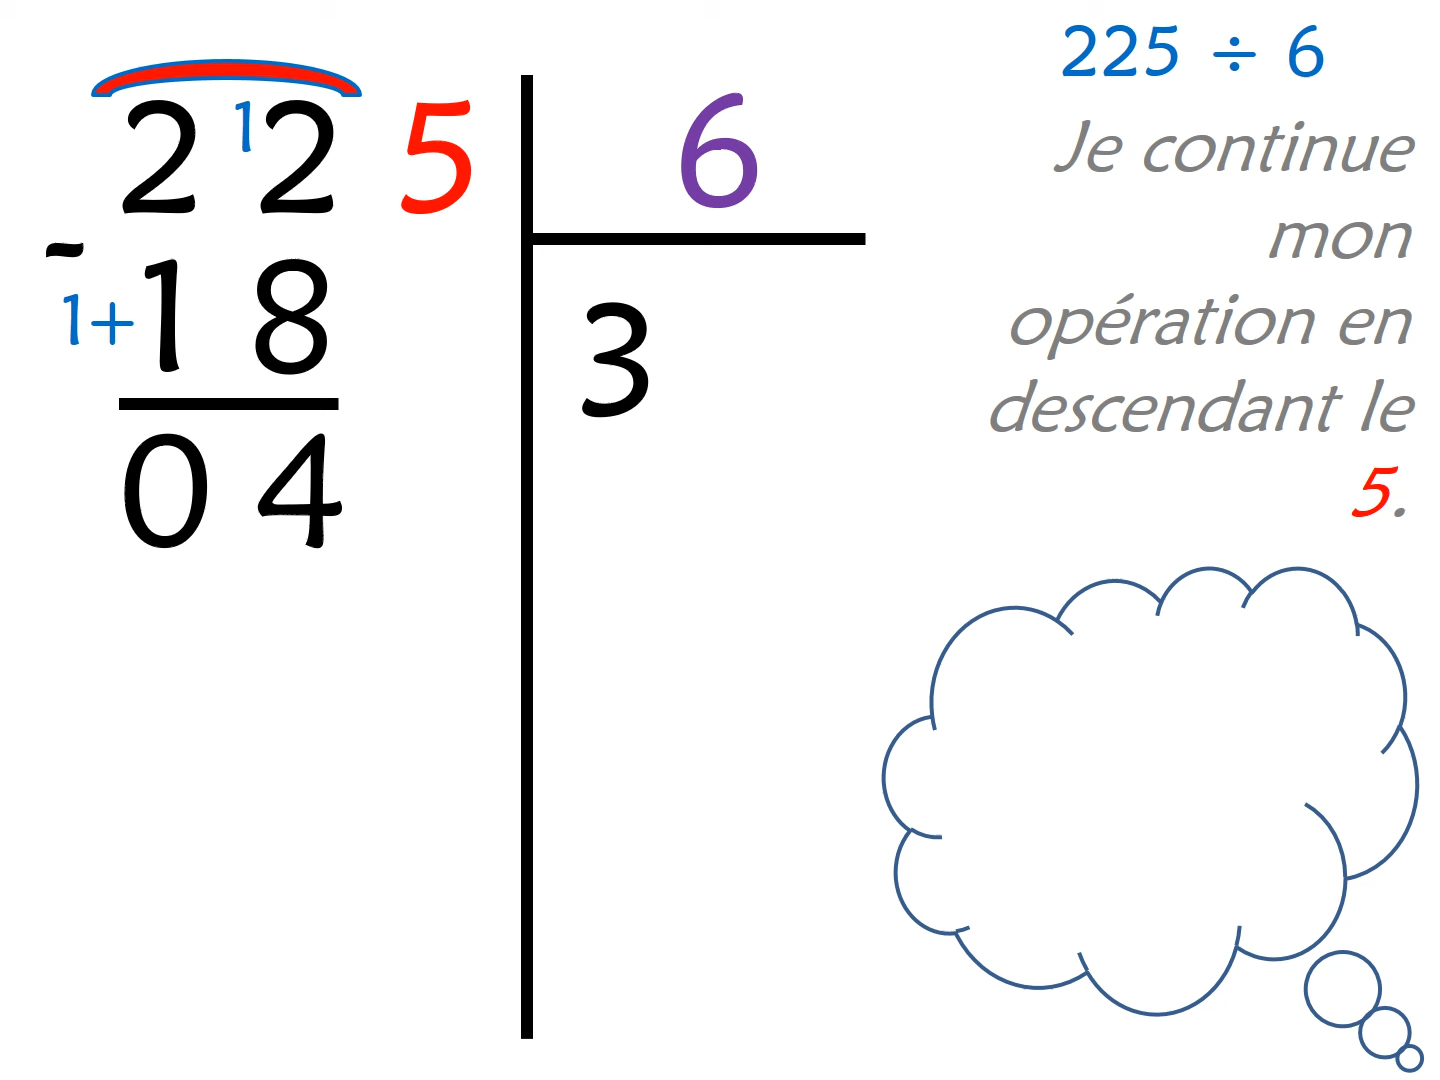 225 ÷ 6
2 12 5 6
Je continue
mon
- 1+1 8 3
opération en
descendant le
0 4
5.